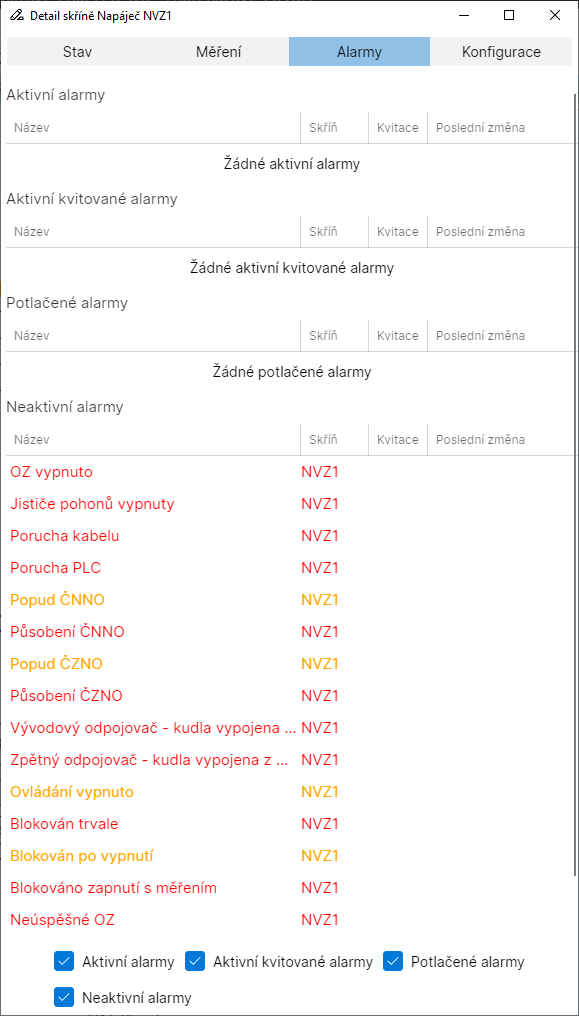 Detail skříně Napáječ NVZ1
Stav Měření Alarmy Konfigurace
Aktivní alarmy
Název Skříň Kvitace Poslední změna
Žádné aktivní alarmy
Aktivní kvitované alarmy
Název Skříň Kvitace Poslední změna
Žádné aktivní kvitované alarmy
Potlačené alarmy
Název Skříň Kvitace Poslední změna
Žádné potlačené alarmy
Neaktivní alarmy
Název Skříň Kvitace Poslední změna
OZ vypnuto NVZ1
Jističe pohonů vypnuty NVZ1
Porucha kabelu NVZ1
Porucha PLC NVZ1
Popud ČNNO NVZ1
Působení ČNNO NVZ1
Popud ČZNO NVZ1
Působení ČZNO NVZ1
Vývodový odpojovač - kudla vypojena ... NVZ1
Zpětný odpojovač - kudla vypojena z ... NVZ1
Ovládání vypnuto NVZ1
Blokován trvale NVZ1
Blokován po vypnutí NVZ1
Blokováno zapnutí s měřením NVZ1
Neúspěšné OZ NVZ1
Aktivní alarmy Aktivní kvitované alarmy Potlačené alarmy
Neaktivní alarmy